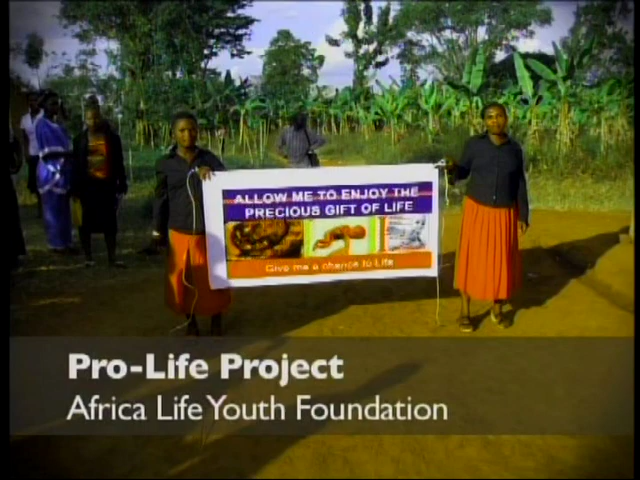 ALLOW ME TO ENJOY THE
PRECIOUS GIFT OF LIFE
Give me a chance to Life
Pro-Life Project
Africa Life Youth Foundation